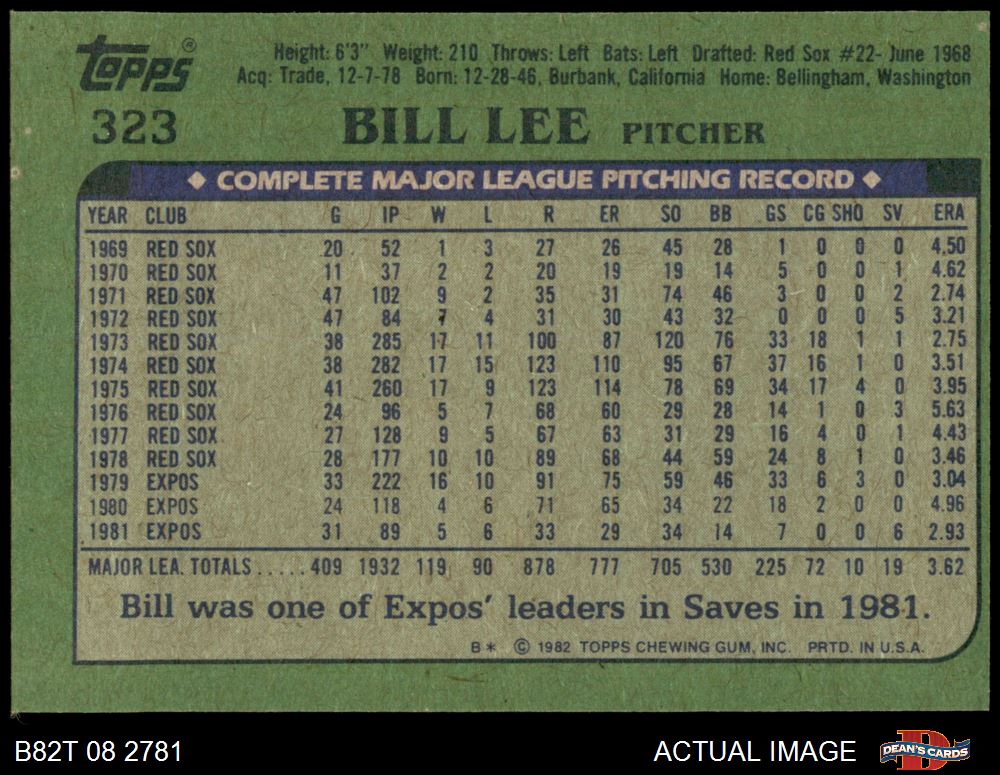 topps®
Height: 6'3" Weight: 210 Throws: Left Bats: Left Drafted: Red Sox #22- June 1968
Acq: Trade, 12-7-78 Born: 12-28-46, Burbank, California Home: Bellingham, Washington
323 BILL LEE PITCHER
◆ COMPLETE MAJOR LEAGUE PITCHING RECORD ◆
YEAR CLUB G IP W L R ER SO BB GS CG SHO SV ERA
1969 RED SOX 20 52 1 3 27 26 45 28 1 0 0 0 4.50
1970 RED SOX 11 37 2 2 20 19 19 14 5 0 0 1 4.62
1971 RED SOX 47 102 9 2 35 31 74 46 3 0 0 2 2.74
1972 RED SOX 47 84 7 4 31 30 43 32 0 0 0 5 3.21
1973 RED SOX 38 285 17 11 100 87 120 76 33 18 1 1 2.75
1974 RED SOX 38 282 17 15 123 110 95 67 37 16 1 0 3.51
1975 RED SOX 41 260 17 9 123 114 78 69 34 17 4 0 3.95
1976 RED SOX 24 96 5 7 68 60 29 28 14 1 0 3 5.63
1977 RED SOX 27 128 9 5 67 63 31 29 16 4 0 1 4.43
1978 RED SOX 28 177 10 10 89 68 44 59 24 8 1 0 3.46
1979 EXPOS 33 222 16 10 91 75 59 46 33 6 3 0 3.04
1980 EXPOS 24 118 4 6 71 65 34 22 18 2 0 0 4.96
1981 EXPOS 31 89 5 6 33 29 34 14 7 0 0 6 2.93
MAJOR LEA. TOTALS.....409 1932 119 90 878 777 705 530 225 72 10 19 3.62
Bill was one of Expos' leaders in Saves in 1981.
B* © 1982 TOPPS CHEWING GUM, INC. PRTD. IN U.S.A.
B82T 08 2781 ACTUAL IMAGE DEAN'S CARDS